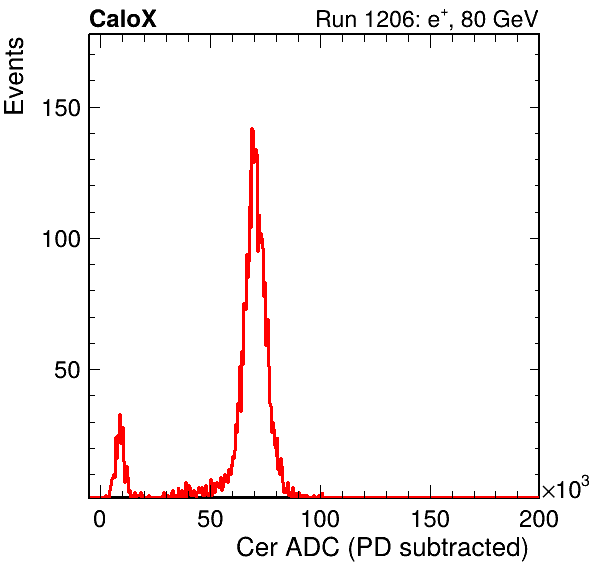 CaloX
Run 1206: e⁺, 80 GeV
Events
150
100
50
0 50 100 150 200
×10³
Cer ADC (PD subtracted)